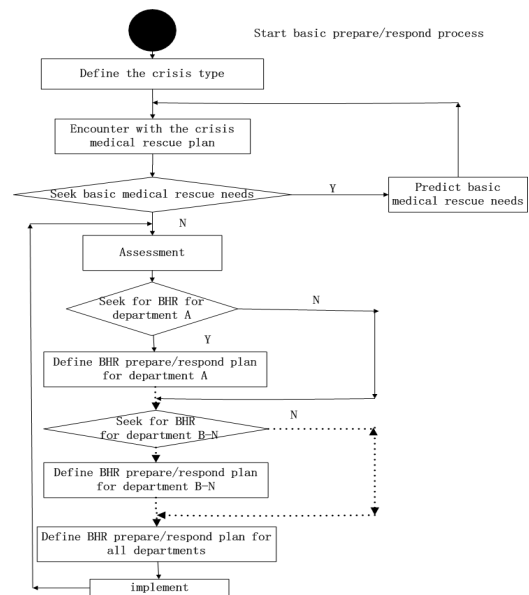 Start basic prepare/respond process
Define the crisis type
Encounter with the crisis
medical rescue plan
Seek basic medical rescue needs
Y
Predict basic
medical rescue needs
N
Assessment
Seek for BHR for
department A
N
Y
Define BHR prepare/respond plan
for department A
Seek for BHR
for department B-N
N
Define BHR prepare/respond plan
for department B-N
Define BHR prepare/respond plan for
all departments
implement